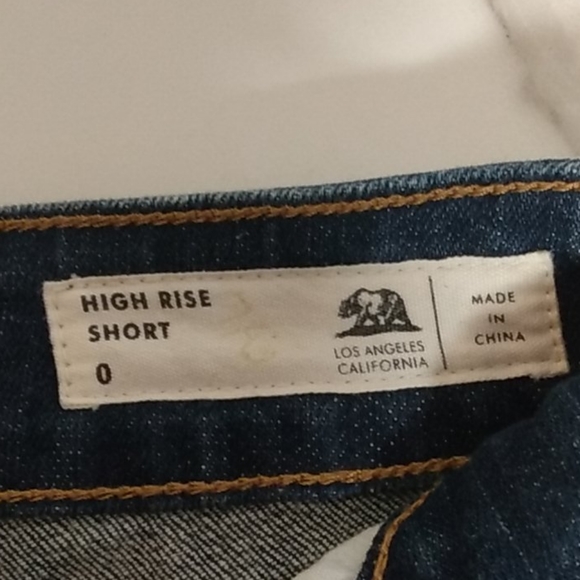 HIGH RISE
SHORT
0
LOS ANGELES
CALIFORNIA
MADE
IN
CHINA